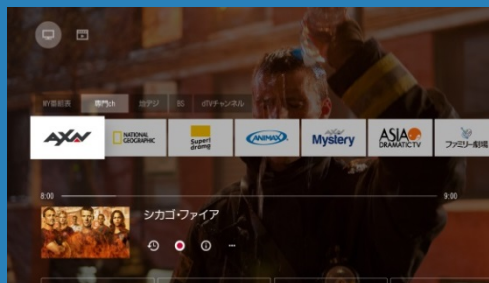 MY番組表 専門ch 地デジ BS dTVチャンネル
AXN NATIONAL GEOGRAPHIC Super! drama ANIMAX AXN Mystery ASIA DRAMATIC TV ファミリー劇場
8:00 9:00
シカゴ・ファイア